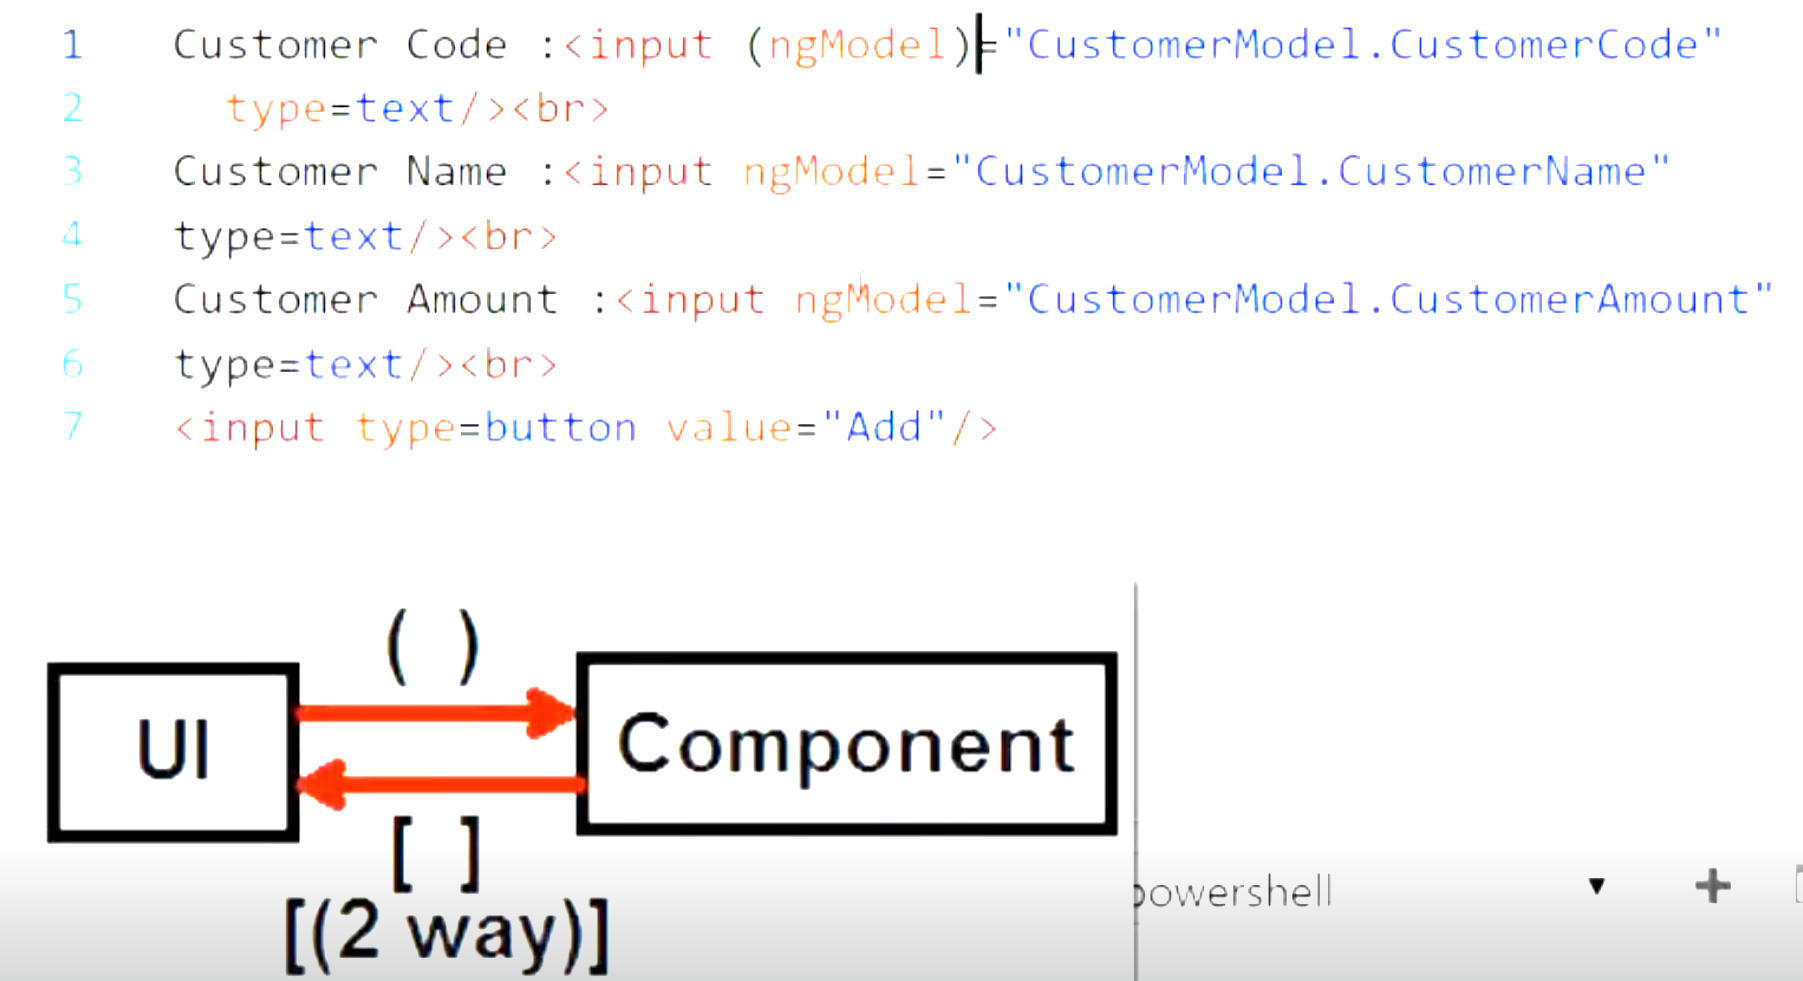 1 Customer Code :<input (ngModel)="CustomerModel.CustomerCode"
2 type=text/><br>
3 Customer Name :<input ngModel="CustomerModel.CustomerName"
4 type=text/><br>
5 Customer Amount :<input ngModel="CustomerModel.CustomerAmount"
6 type=text/><br>
7 <input type=button value="Add"/>
( )
UI
Component
[ ]
[(2 way)]
powershell